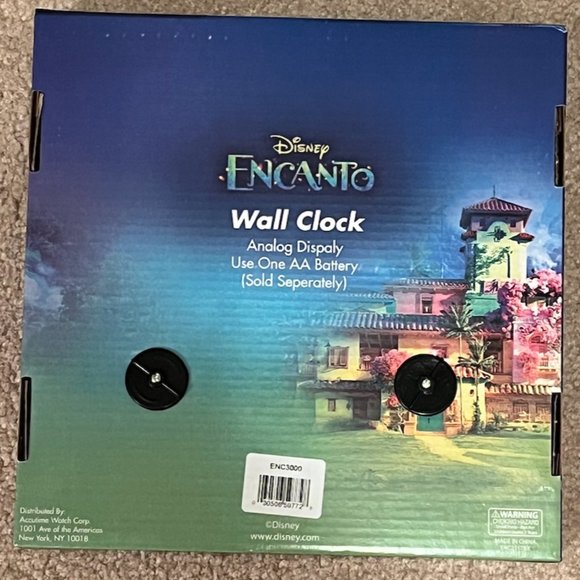 Disney
ENCANTO
Wall Clock
Analog Dispaly
Use One AA Battery
(Sold Seperately)
ENC3000
Distributed By:
Accutime Watch Corp.
1001 Ave of the Americas
New York, NY 10018
©Disney
www.disney.com
WARNING
CHOKING HAZARD
MADE IN CHINA